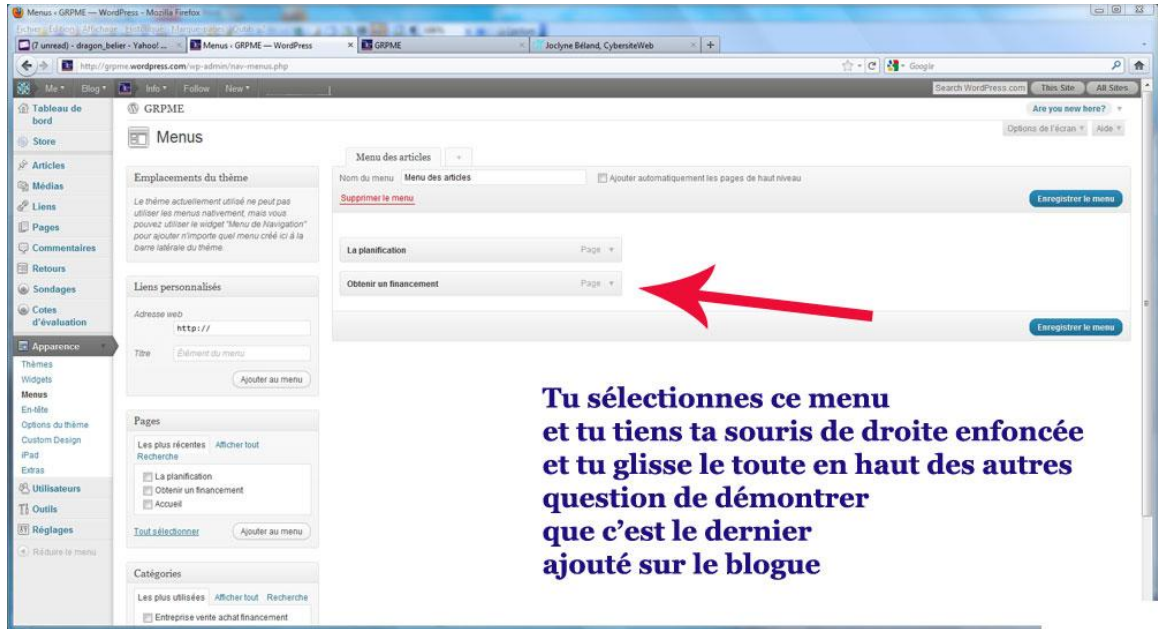 Menus ‹ GRPME — WordPress - Mozilla Firefox
(7 unread) - dragon_belier - Yahoo! ...
Menus ‹ GRPME — WordPress
GRPME
Joclyne Béland, CybersiteWeb
http://grpme.wordpress.com/wp-admin/nav-menus.php
Google
Me
Blog
Info
Follow
New
Search WordPress.com
This Site
All Sites
Tableau de
bord
Store
Articles
Médias
Liens
Pages
Commentaires
Retours
Sondages
Cotes
d'évaluation
Apparence
Thèmes
Widgets
Menus
En-tête
Options du thème
Custom Design
iPad
Extras
Utilisateurs
Outils
Réglages
Réduire le menu
GRPME
Are you new here?
Options de l'écran
Aide
Menus
Emplacements du thème
Le thème actuellement utilisé ne peut pas
utiliser les menus nativement, mais vous
pouvez utiliser le widget "Menu de Navigation"
pour ajouter n'importe quel menu créé ici à la
barre latérale du thème.
Liens personnalisés
Adresse web
http://
Titre
Élément du menu
Ajouter au menu
Pages
Les plus récentes
Afficher tout
Recherche
La planification
Obtenir un financement
Accueil
Tout sélectionner
Ajouter au menu
Catégories
Les plus utilisées
Afficher tout
Recherche
Entreprise vente achat financement
Menu des articles
+
Nom du menu
Menu des articles
Ajouter automatiquement les pages de haut niveau
Supprimer le menu
Enregistrer le menu
La planification
Page
Obtenir un financement
Page
Enregistrer le menu
Tu sélectionnes ce menu
et tu tiens ta souris de droite enfoncée
et tu glisse le toute en haut des autres
question de démontrer
que c'est le dernier
ajouté sur le blogue